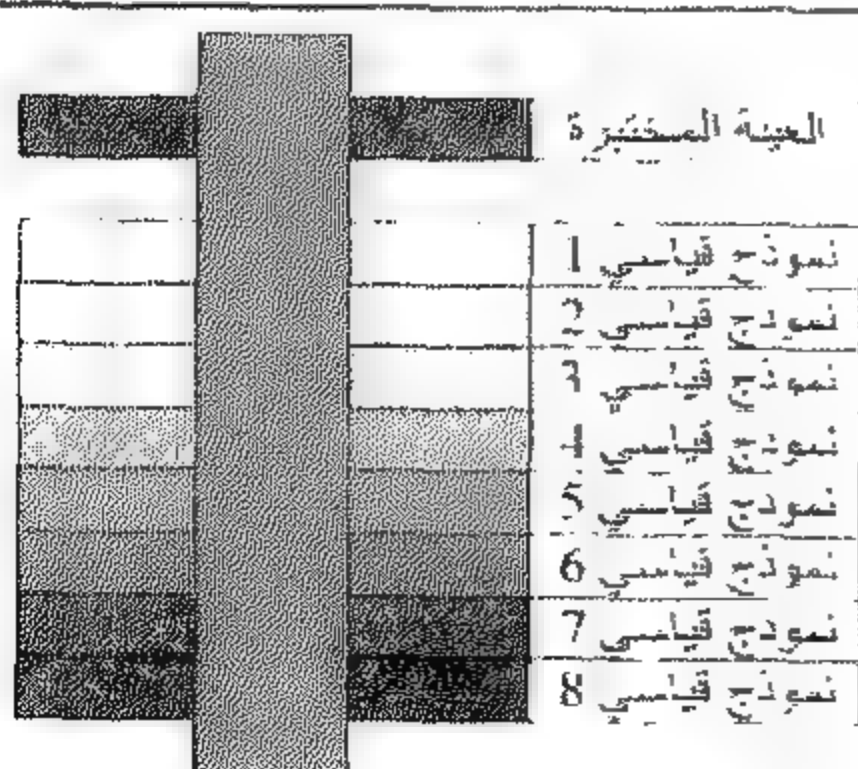 العينة المختبرة
نموذج قياسي 1
نموذج قياسي 2
نموذج قياسي 3
نموذج قياسي 4
نموذج قياسي 5
نموذج قياسي 6
نموذج قياسي 7
نموذج قياسي 8